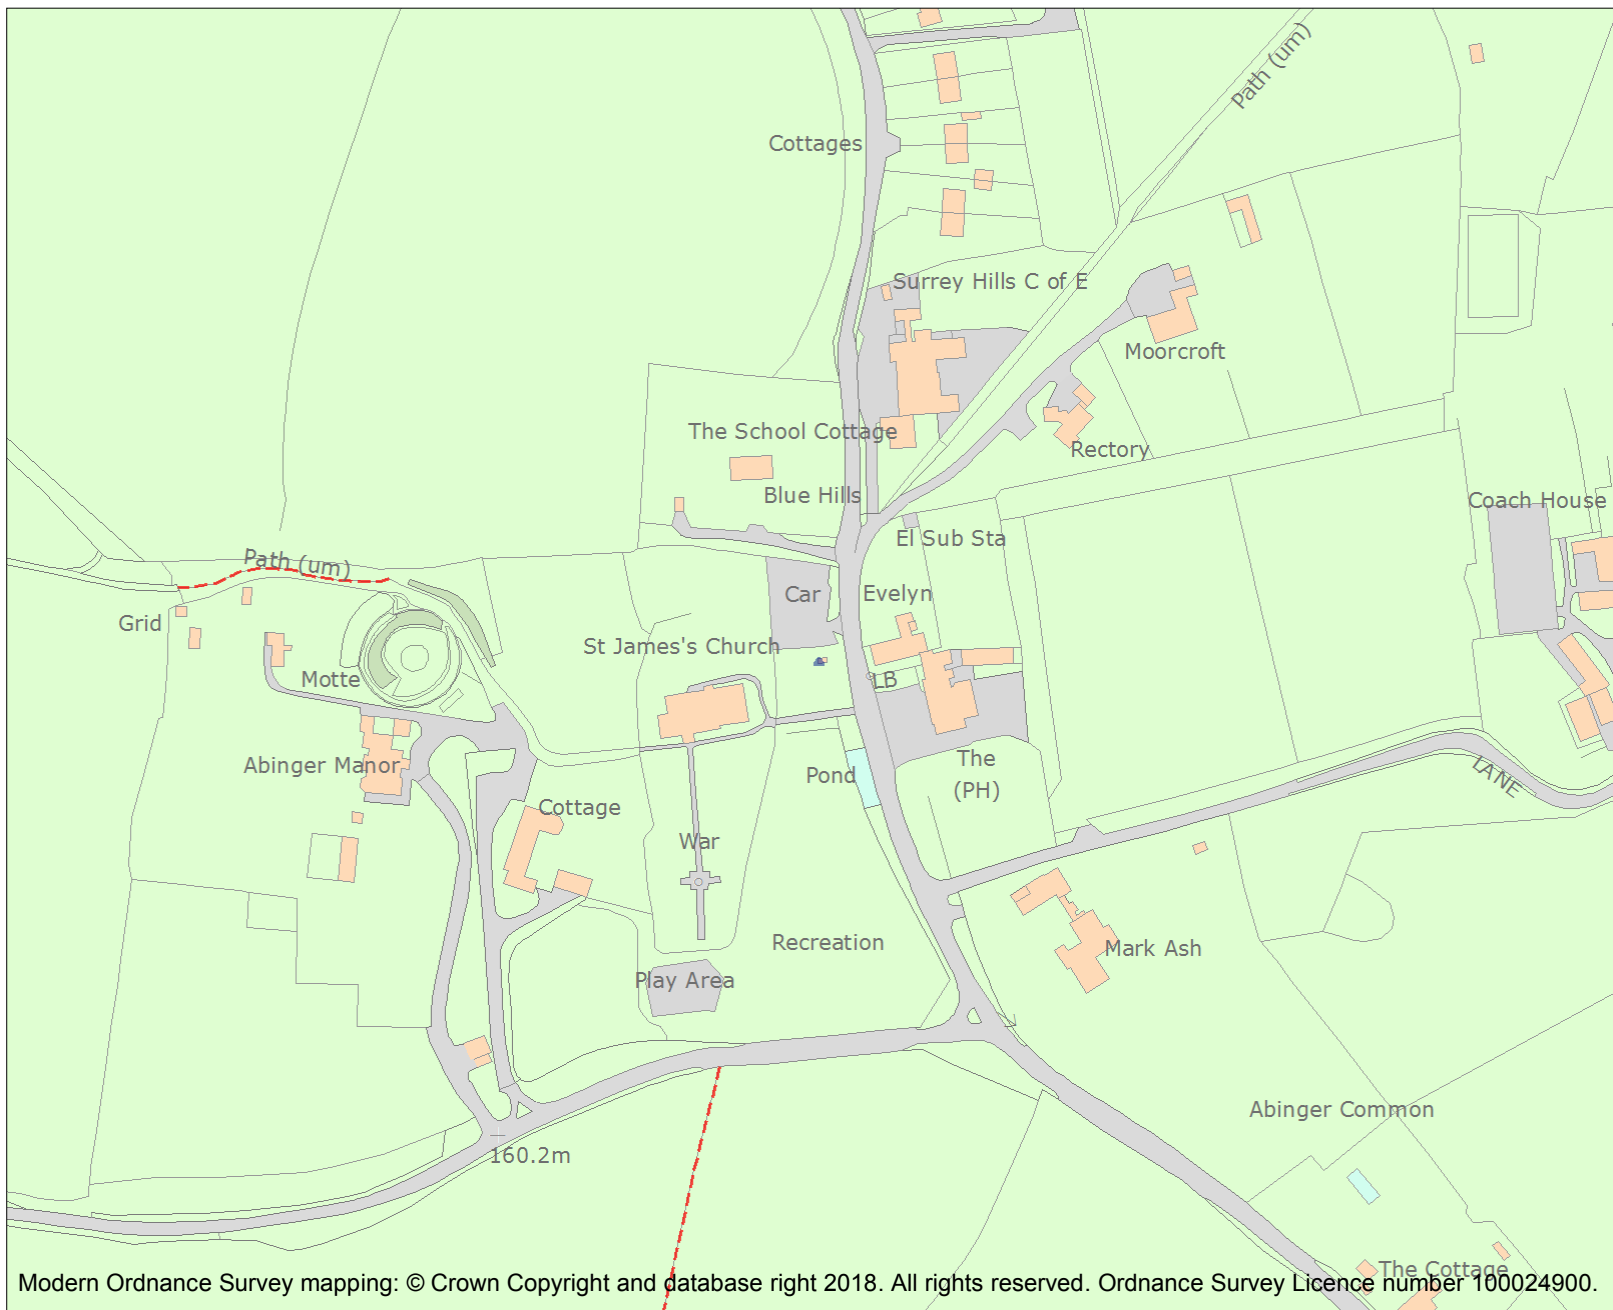 Path (um)
Cottages
Surrey Hills C of E
Moorcroft
The School Cottage
Rectory
Blue Hills
Coach House
El Sub Sta
Path (um)
Car
Evelyn
Grid
St James's Church
Motte
LB
Abinger Manor
Pond
The
(PH)
LANE
Cottage
War
Recreation
Mark Ash
Play Area
Abinger Common
160.2m
The Cottage
Modern Ordnance Survey mapping: © Crown Copyright and database right 2018. All rights reserved. Ordnance Survey Licence number 100024900.